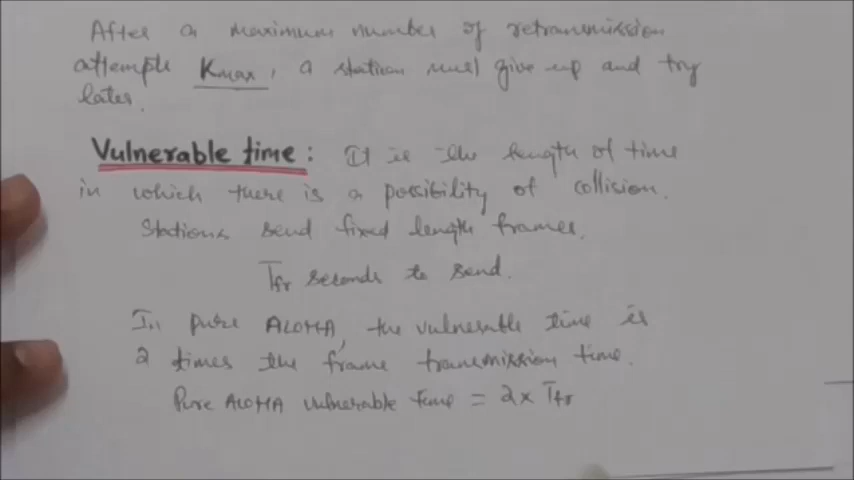 After a maximum number of retransmission
attempts Kmax, a station must give up and try
later.
Vulnerable time: It is the length of time
in which there is a possibility of collision.
Stations send fixed length frames.
Tfr seconds to send.
In pure ALOHA, the vulnerable time is
2 times the frame transmission time.
Pure ALOHA vulnerable time = 2x Tfr